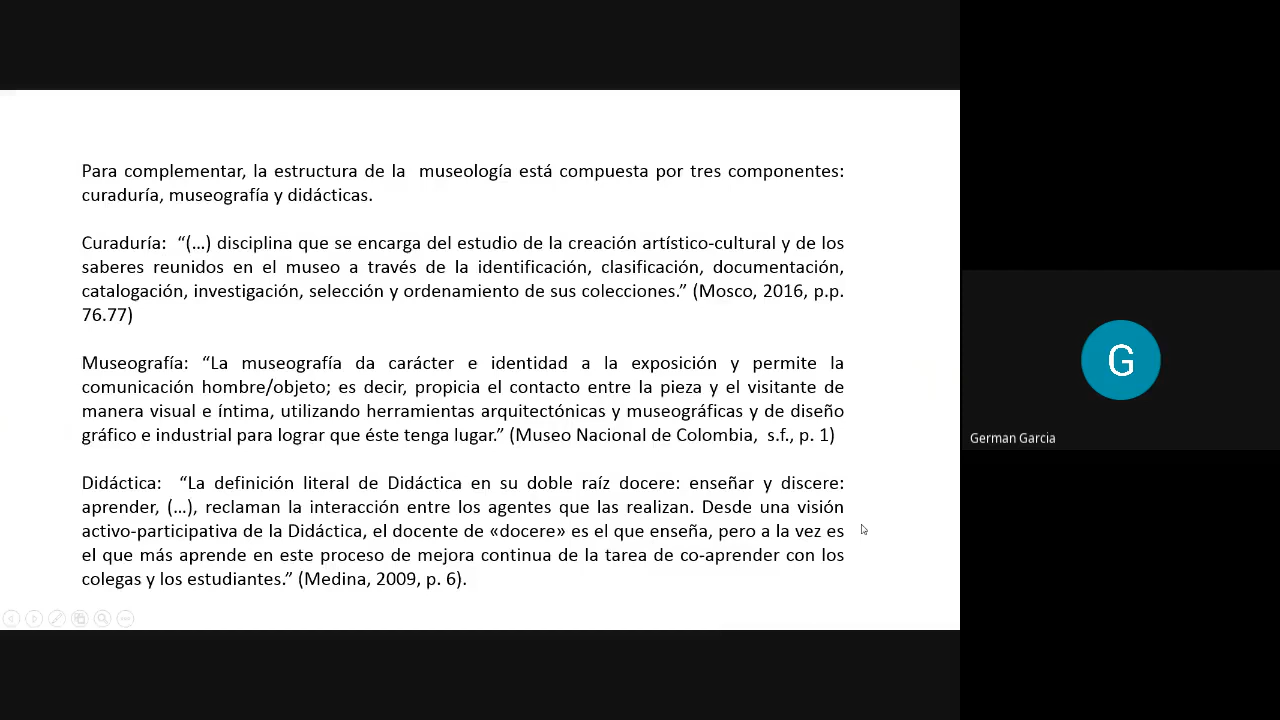 Para complementar, la estructura de la  museología está compuesta por tres componentes:
curaduría, museografía y didácticas.
Curaduría:  “(…) disciplina que se encarga del estudio de la creación artístico-cultural y de los
saberes reunidos en el museo a través de la identificación, clasificación, documentación,
catalogación, investigación, selección y ordenamiento de sus colecciones.” (Mosco, 2016, p.p.
76.77)
Museografía: “La museografía da carácter e identidad a la exposición y permite la
comunicación hombre/objeto; es decir, propicia el contacto entre la pieza y el visitante de
manera visual e íntima, utilizando herramientas arquitectónicas y museográficas y de diseño
gráfico e industrial para lograr que éste tenga lugar.” (Museo Nacional de Colombia,  s.f., p. 1)
Didáctica:  “La definición literal de Didáctica en su doble raíz docere: enseñar y discere:
aprender, (…), reclaman la interacción entre los agentes que las realizan. Desde una visión
activo-participativa de la Didáctica, el docente de «docere» es el que enseña, pero a la vez es
el que más aprende en este proceso de mejora continua de la tarea de co-aprender con los
colegas y los estudiantes.” (Medina, 2009, p. 6).
G
German Garcia